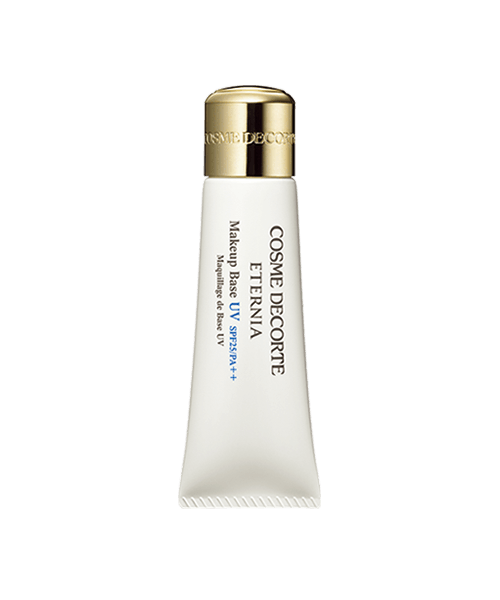 COSME DECORTE
COSME DECORTE
ETERNIA
Makeup Base UV SPF25/PA++
Maquillage de Base UV